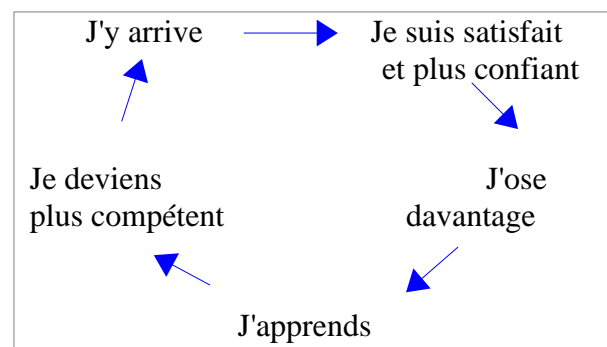 J'y arrive
Je suis satisfait
et plus confiant
J'ose
davantage
J'apprends
Je deviens
plus compétent